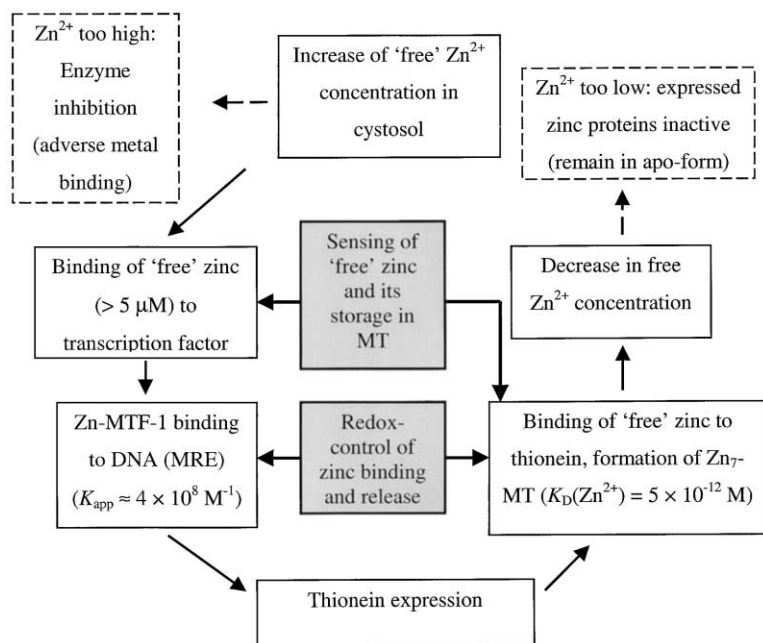 Zn2+ too high:
Enzyme
inhibition
(adverse metal
binding)
Increase of ‘free’ Zn2+
concentration in
cystosol
Zn2+ too low: expressed
zinc proteins inactive
(remain in apo-form)
Binding of ‘free’ zinc
(> 5 μM) to
transcription factor
Sensing of
‘free’ zinc
and its
storage in
MT
Decrease in free
Zn2+ concentration
Zn-MTF-1 binding
to DNA (MRE)
(Kapp ≈ 4 × 10^8 M^-1)
Redox-
control of
zinc binding
and release
Binding of ‘free’ zinc to
thionein, formation of Zn7-
MT (KD(Zn2+) = 5 × 10^-12 M)
Thionein expression